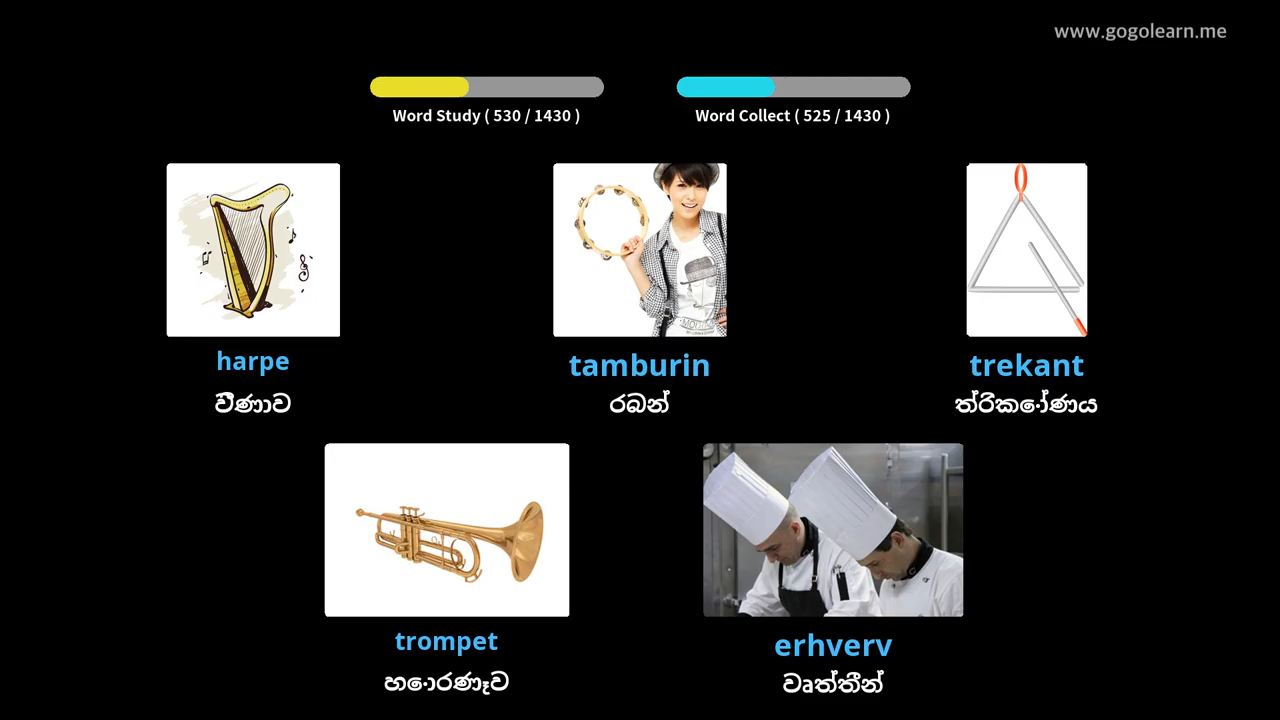 www.gogolearn.me
Word Study ( 530 / 1430 )
Word Collect ( 525 / 1430 )
harpe
වීණාව
tamburin
රබන්
trekant
ත්රිකෝණය
trompet
හොරණෑව
erhverv
වෘත්තීන්